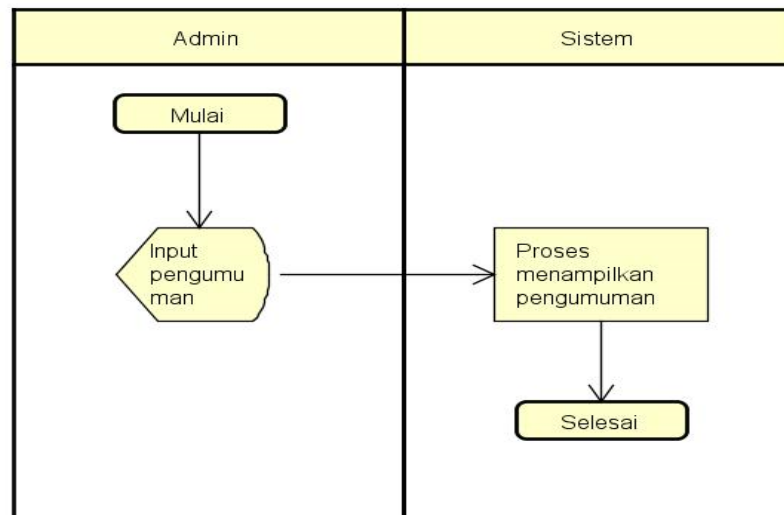 Admin
Sistem
Mulai
Input
pengumu
man
Proses
menampilkan
pengumuman
Selesai